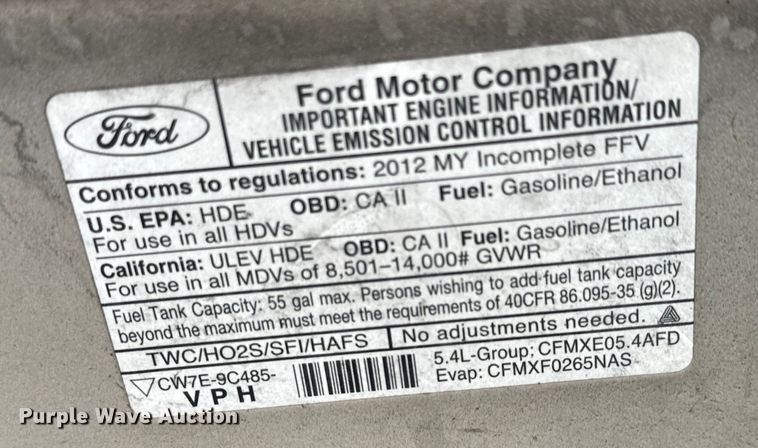 Ford
Ford Motor Company
IMPORTANT ENGINE INFORMATION/
VEHICLE EMISSION CONTROL INFORMATION
Conforms to regulations: 2012 MY Incomplete FFV
U.S. EPA: HDE OBD: CA II Fuel: Gasoline/Ethanol
For use in all HDVs
California: ULEV HDE OBD: CA II Fuel: Gasoline/Ethanol
For use in all MDVs of 8,501–14,000# GVWR
Fuel Tank Capacity: 55 gal max. Persons wishing to add fuel tank capacity
beyond the maximum must meet the requirements of 40CFR 86.095-35 (g)(2).
TWC/HO2S/SFI/HAFS No adjustments needed.
CW7E-9C485- 5.4L-Group: CFMXE05.4AFD
VPH Evap: CFMXF0265NAS
Purple Wave Auction